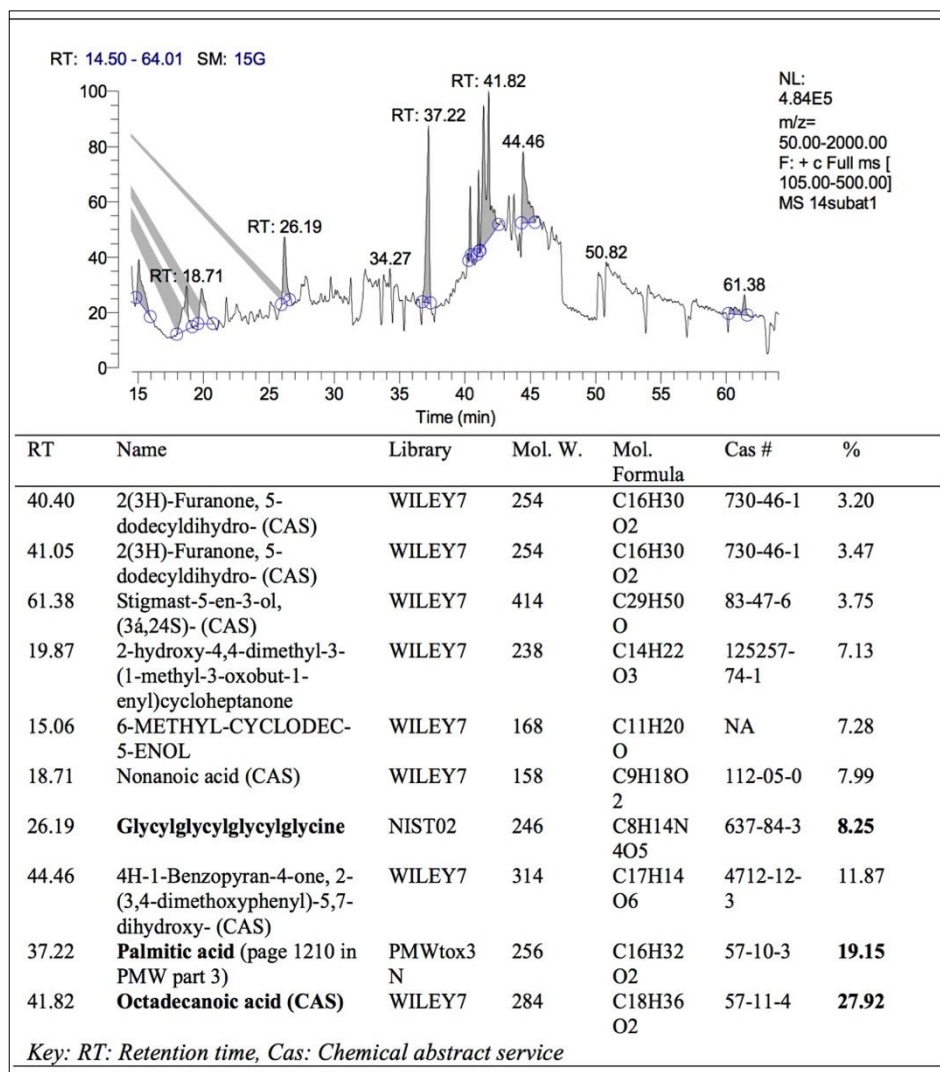 RT: 14.50 - 64.01 SM: 15G
RT: 41.82
RT: 37.22
44.46
RT: 26.19
34.27
RT: 18.71
50.82
61.38
NL:
4.84E5
m/z=
50.00-2000.00
F: + c Full ms [
105.00-500.00]
MS 14subat1
100
80
60
40
20
0
15 20 25 30 35 40 45 50 55 60
Time (min)
RT Name Library Mol. W. Mol. Cas # %
Formula
40.40 2(3H)-Furanone, 5- WILEY7 254 C16H30 730-46-1 3.20
dodecyldihydro- (CAS) O2
41.05 2(3H)-Furanone, 5- WILEY7 254 C16H30 730-46-1 3.47
dodecyldihydro- (CAS) O2
61.38 Stigmast-5-en-3-ol, WILEY7 414 C29H50 83-47-6 3.75
(3á,24S)- (CAS) O
19.87 2-hydroxy-4,4-dimethyl-3- WILEY7 238 C14H22 125257- 7.13
(1-methyl-3-oxobut-1- O3 74-1
enyl)cycloheptanone
15.06 6-METHYL-CYCLODEC- WILEY7 168 C11H20 NA 7.28
5-ENOL O
18.71 Nonanoic acid (CAS) WILEY7 158 C9H18O 112-05-0 7.99
2
26.19 Glycylglycylglycylglycine NIST02 246 C8H14N 637-84-3 8.25
4O5
44.46 4H-1-Benzopyran-4-one, 2- WILEY7 314 C17H14 4712-12- 11.87
(3,4-dimethoxyphenyl)-5,7- O6 3
dihydroxy- (CAS)
37.22 Palmitic acid (page 1210 in PMWtox3 256 C16H32 57-10-3 19.15
PMW part 3) N O2
41.82 Octadecanoic acid (CAS) WILEY7 284 C18H36 57-11-4 27.92
O2
Key: RT: Retention time, Cas: Chemical abstract service